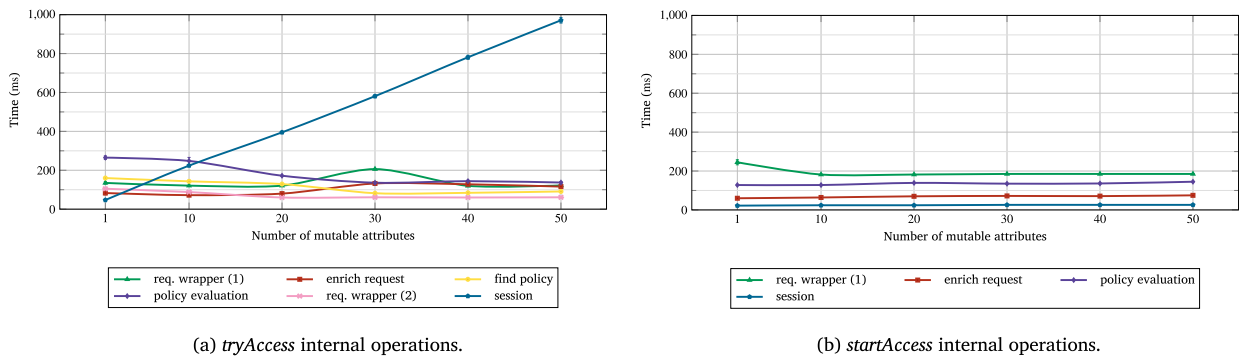 1,000
800
600
400
200
0
Time (ms)
1
10
20
30
40
50
Number of mutable attributes
req. wrapper (1)
enrich request
find policy
policy evaluation
req. wrapper (2)
session
(a) tryAccess internal operations.
1,000
800
600
400
200
0
Time (ms)
1
10
20
30
40
50
Number of mutable attributes
req. wrapper (1)
enrich request
policy evaluation
session
(b) startAccess internal operations.